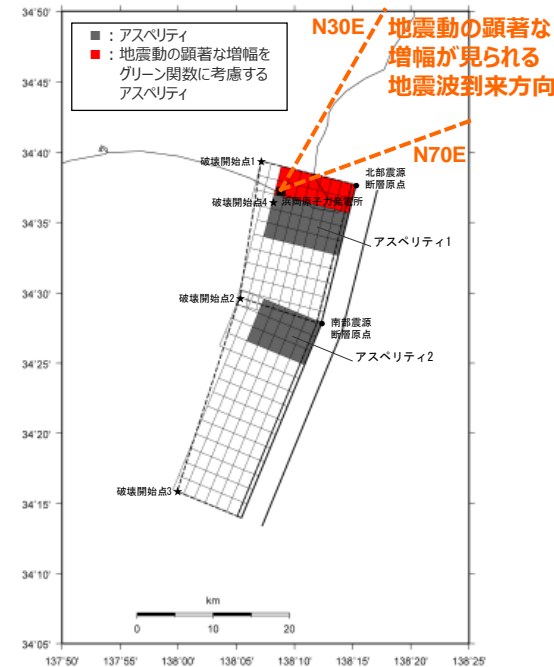 ■：アスペリティ
■：地震動の顕著な増幅を
グリーン関数に考慮する
アスペリティ
N30E
地震動の顕著な
増幅が見られる
地震波到来方向
N70E
破壊開始点1
北部震源
断層原点
破壊開始点4
浜岡原子力発電所
アスペリティ1
破壊開始点2
南部震源
断層原点
アスペリティ2
破壊開始点3
34˚50'
34˚45'
34˚40'
34˚35'
34˚30'
34˚25'
34˚20'
34˚15'
34˚10'
34˚05'
km
0 10 20
137˚50' 137˚55' 138˚00' 138˚05' 138˚10' 138˚15' 138˚20' 138˚25'